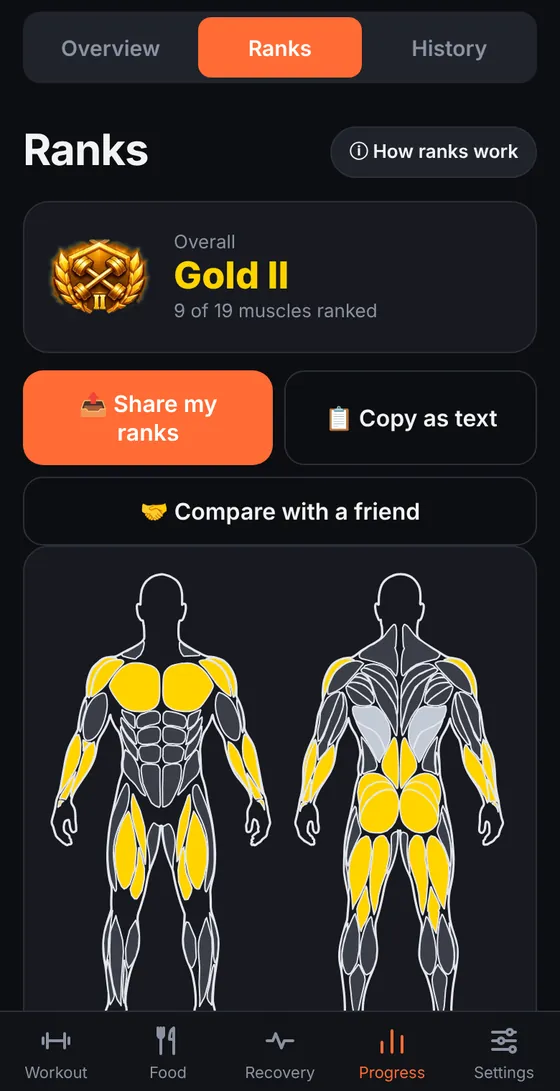 Overview Ranks History
Ranks
ⓘ How ranks work
Overall
Gold II
II
9 of 19 muscles ranked
📤 Share my
ranks
📋 Copy as text
🤝 Compare with a friend
Workout Food Recovery Progress Settings